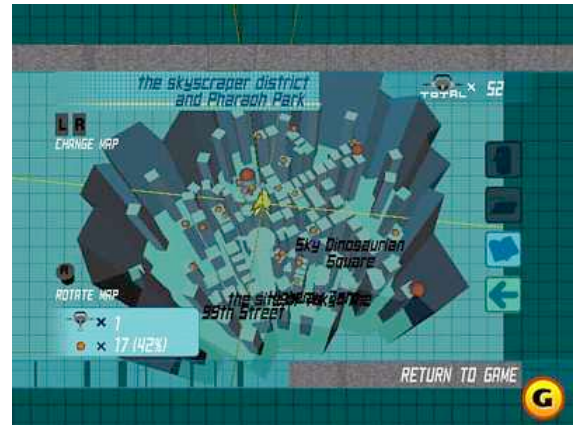 the skyscraper district
and Pharaoh Park
TOTAL x 52
L R
CHANGE MAP
Sky Dinosaurian
Square
99th Street
ROTATE MAP
x 1
x 17 (42%)
RETURN TO GAME
G